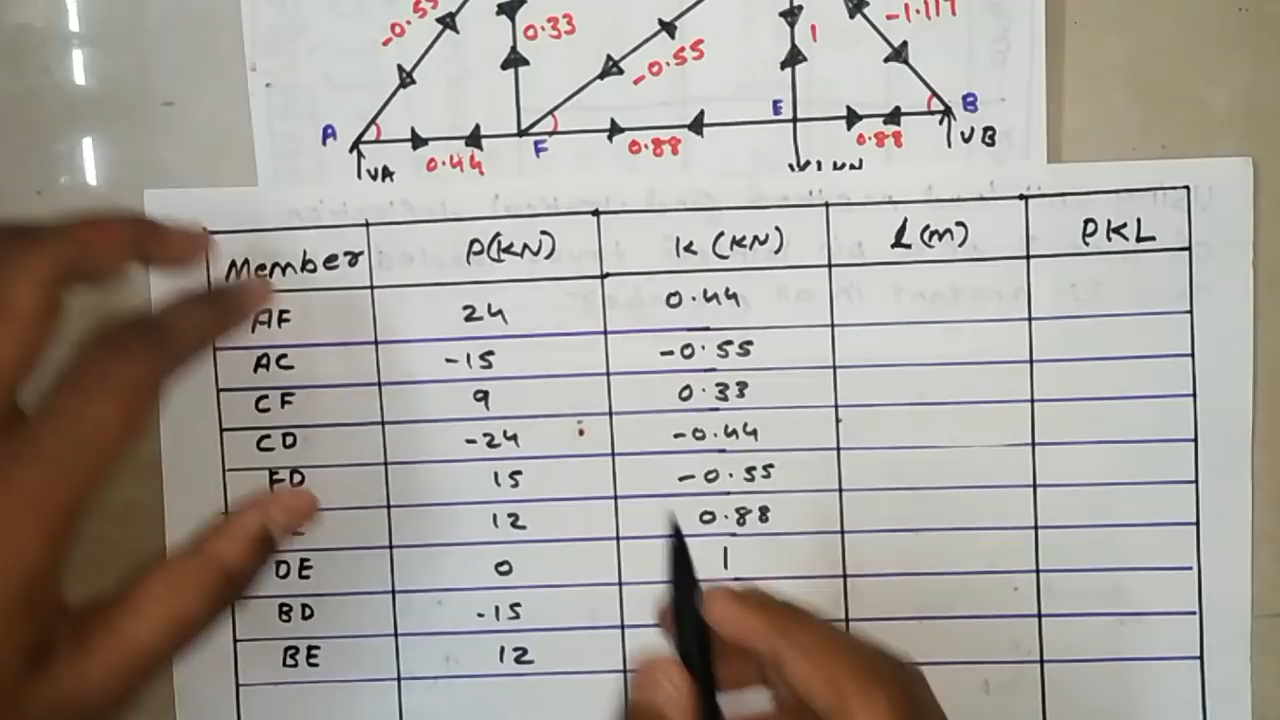 -0.55
0.33
-0.55
1
-1.111
A
F
E
B
VA
0.44
0.88
0.88
VB
Member P(KN) K (KN) L(m) PKL
AF 24 0.44
AC -15 -0.55
CF 9 0.33
CD -24 -0.44
FD 15 -0.55
12 0.88
DE 0 1
BD -15
BE 12